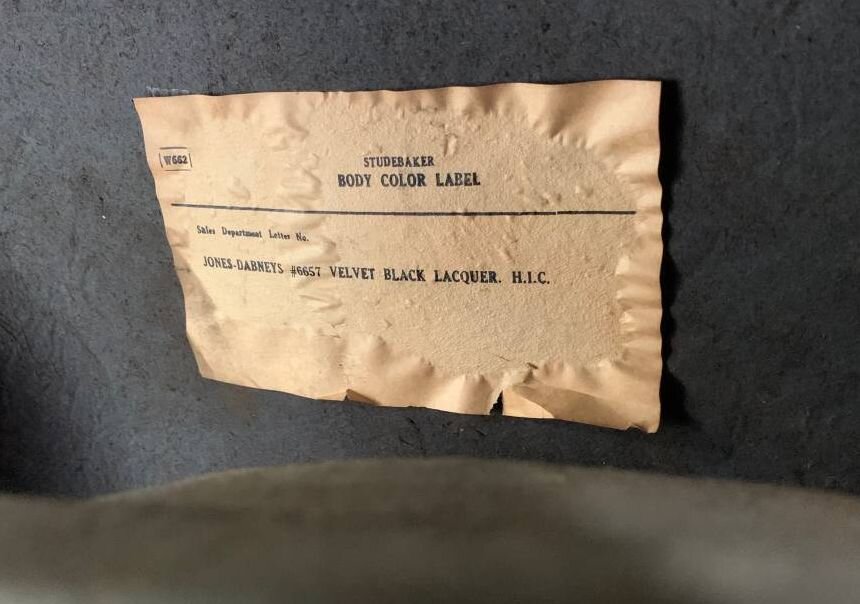 W662
STUDEBAKER
BODY COLOR LABEL
Sales Department Letter No.
JONES-DABNEYS #6657 VELVET BLACK LACQUER. H.I.C.